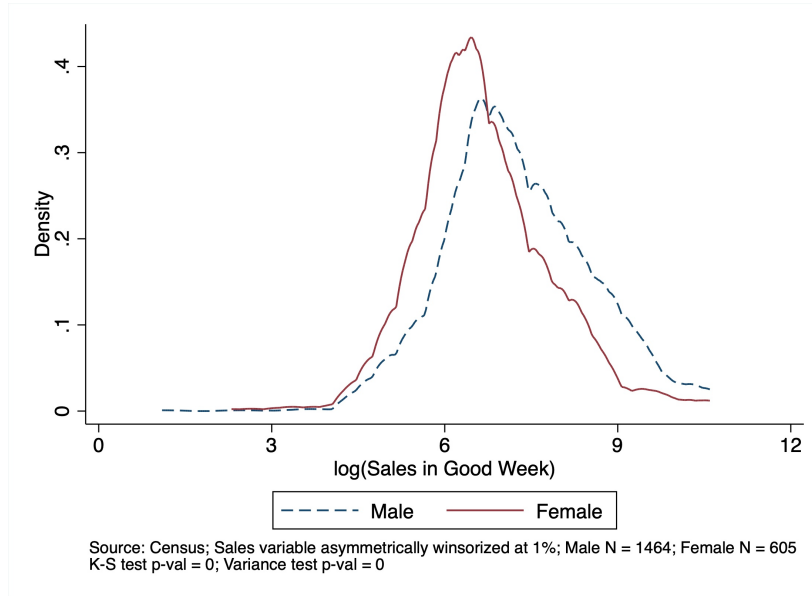 Density
.4
.3
.2
.1
0
0 3 6 9 12
log(Sales in Good Week)
Male Female
Source: Census; Sales variable asymmetrically winsorized at 1%; Male N = 1464; Female N = 605
K-S test p-val = 0; Variance test p-val = 0